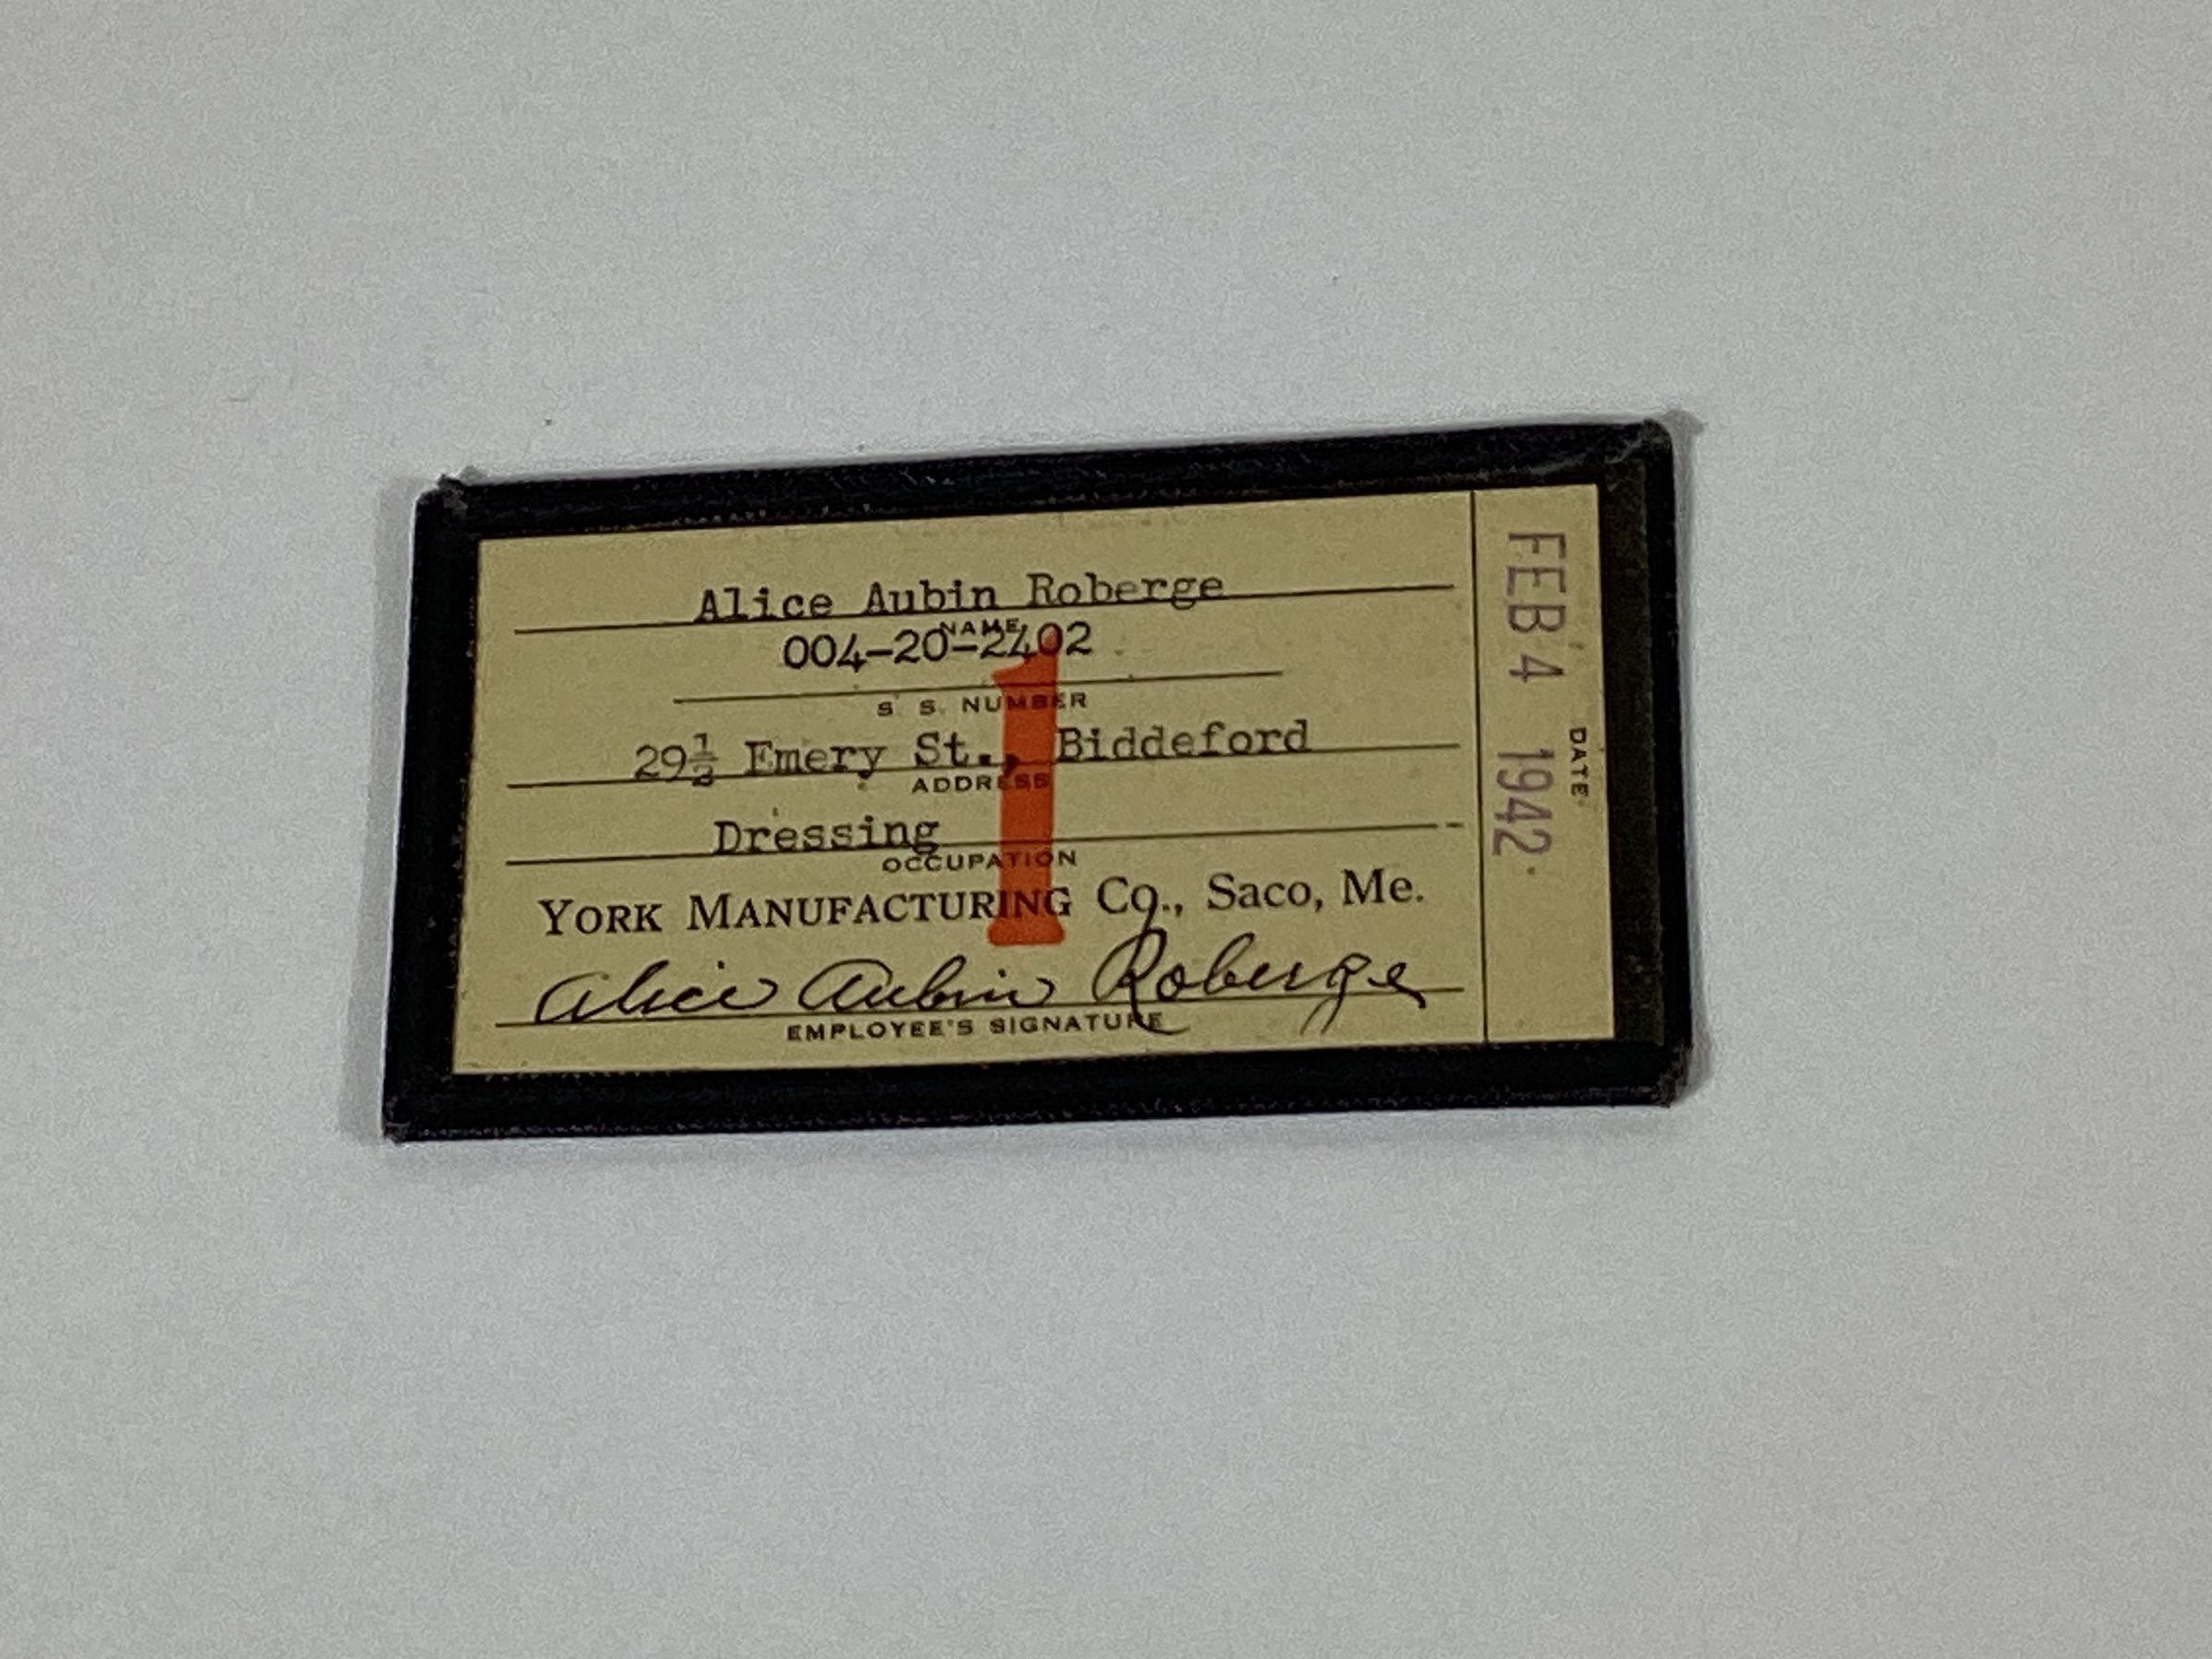 Alice Aubin Roberge
NAME
004-20-2402
S. S. NUMBER
29½ Emery St., Biddeford
ADDRESS
Dressing
OCCUPATION
YORK MANUFACTURING Co., Saco, Me.
Alice Aubin Roberge
EMPLOYEE'S SIGNATURE
1
FEB 4 1942
DATE